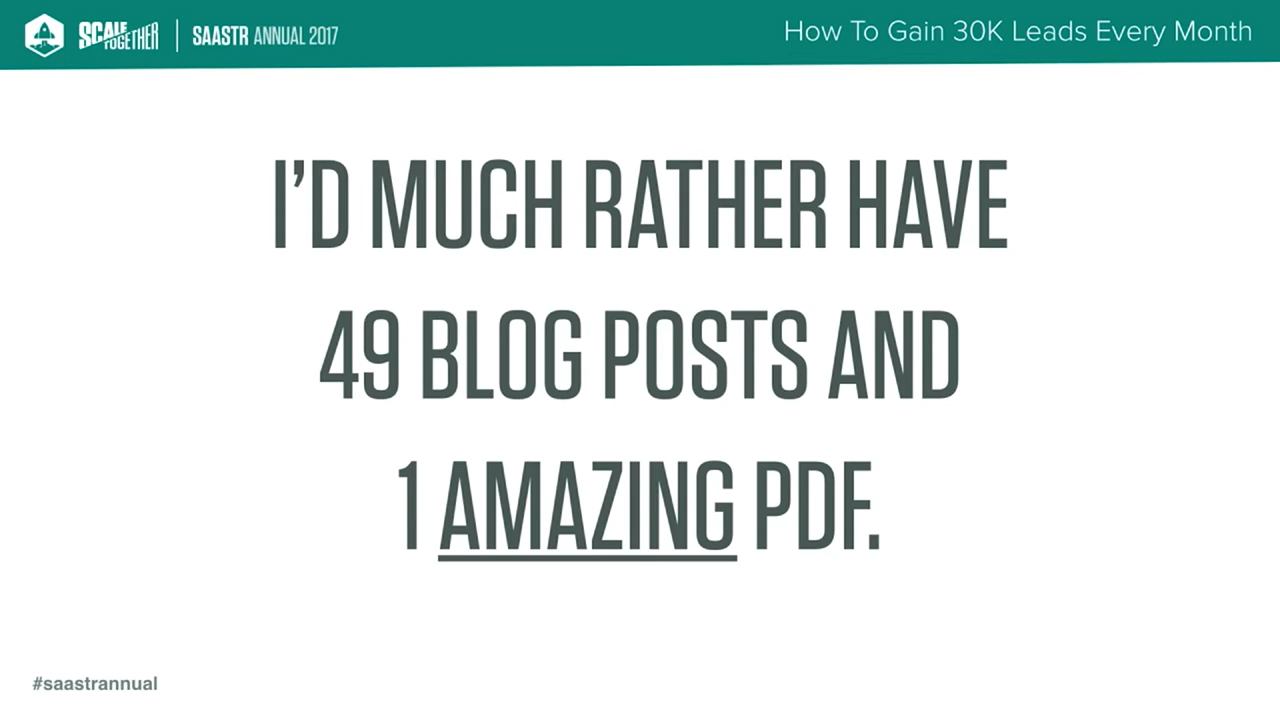 SCALE TOGETHER
SAASTR ANNUAL 2017
How To Gain 30K Leads Every Month
I’D MUCH RATHER HAVE
49 BLOG POSTS AND
1 AMAZING PDF.
#saastrannual